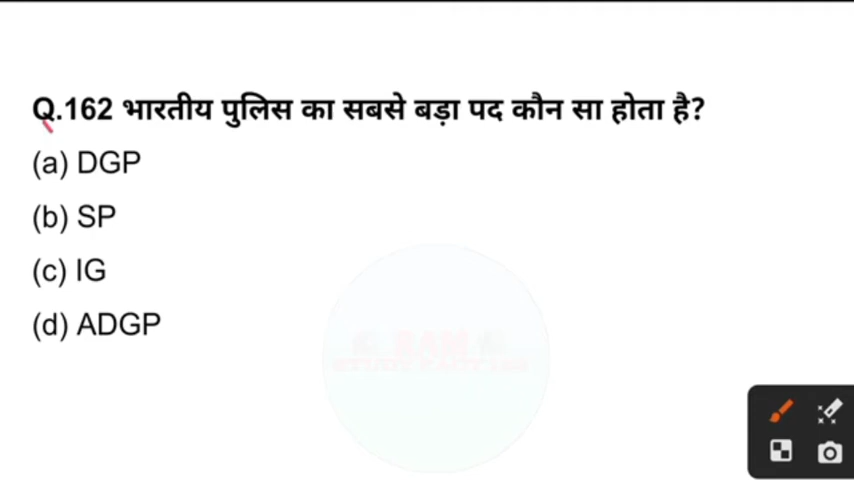 Q.162 भारतीय पुलिस का सबसे बड़ा पद कौन सा होता है?
(a) DGP
(b) SP
(c) IG
(d) ADGP